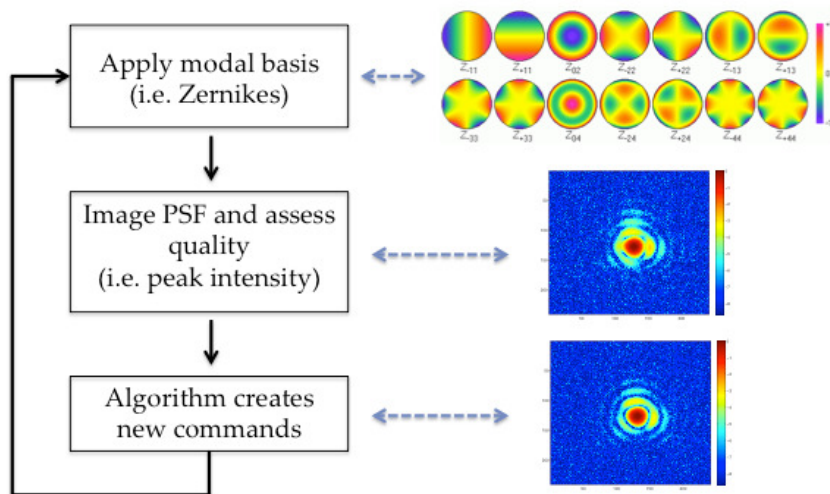 Apply modal basis
(i.e. Zernikes)
Z-11 Z+11 Z02 Z-22 Z+22 Z-13 Z+13
0
Z-33 Z+33 Z04 Z-24 Z+24 Z-44 Z+44
Image PSF and assess
quality
(i.e. peak intensity)
Algorithm creates
new commands